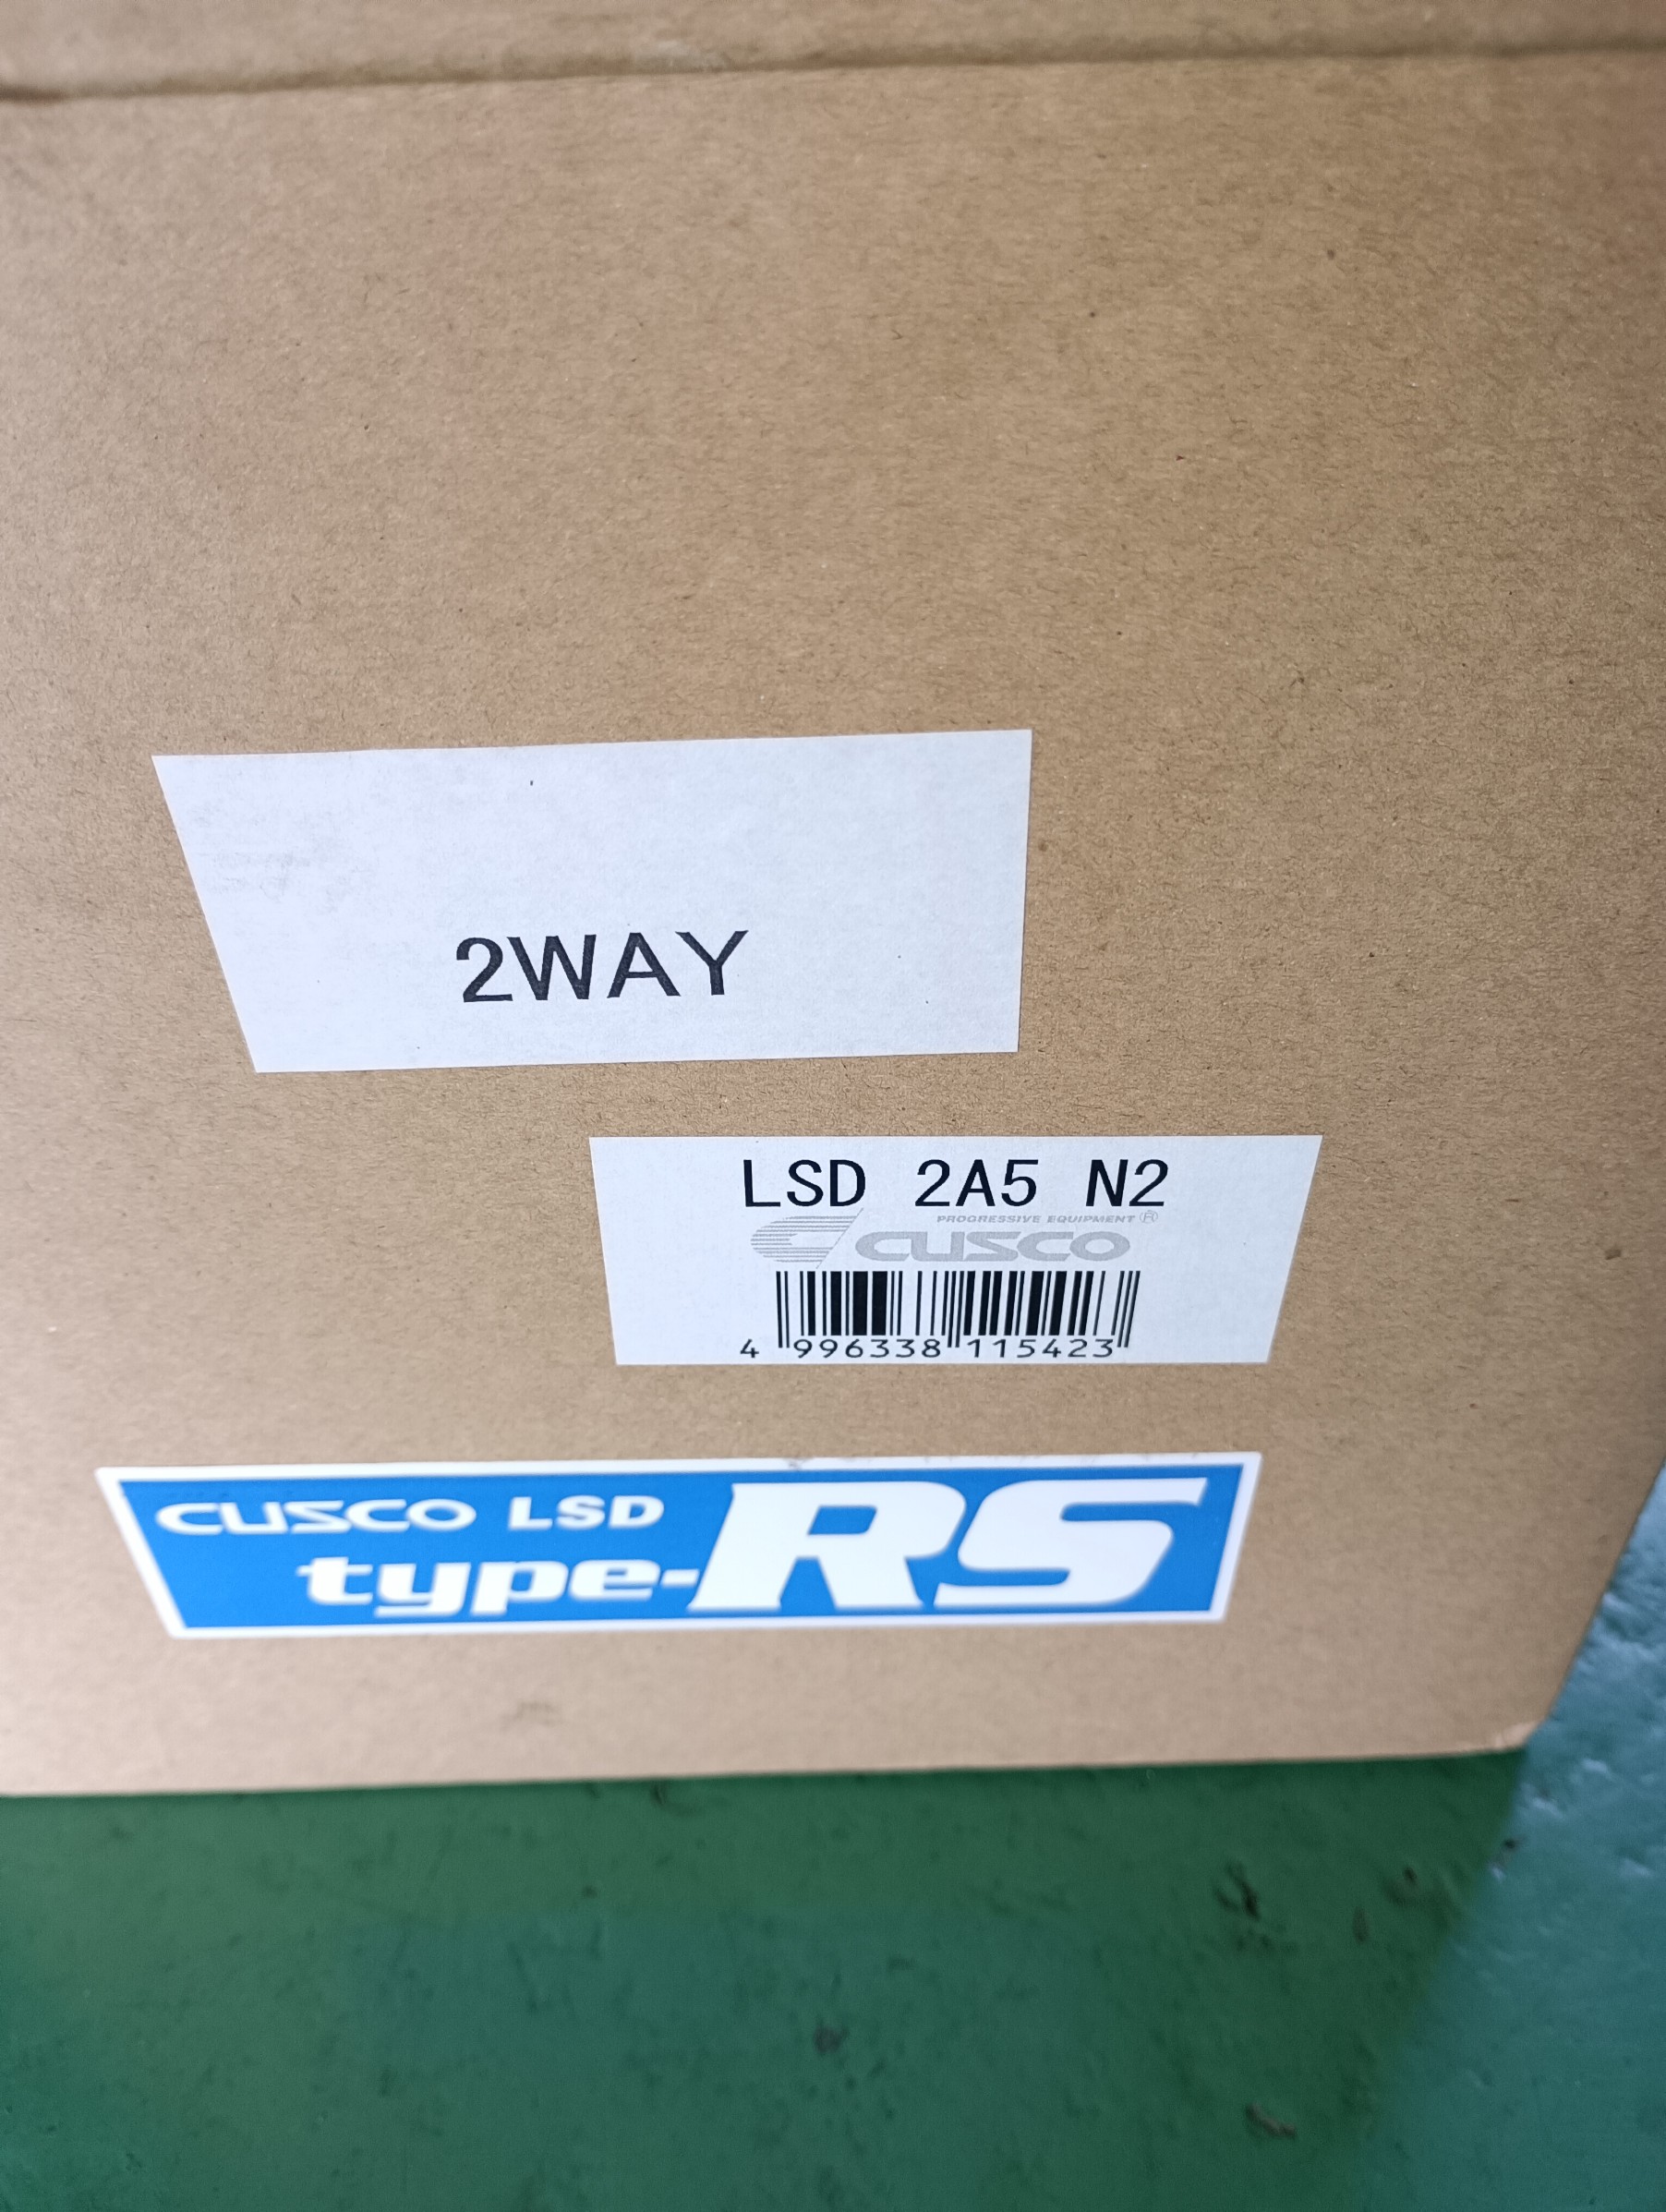 2WAY
LSD 2A5 N2
PROGRESSIVE EQUIPMENT ®
CUSCO
4 996338 115423
CUSCO LSD
type-RS